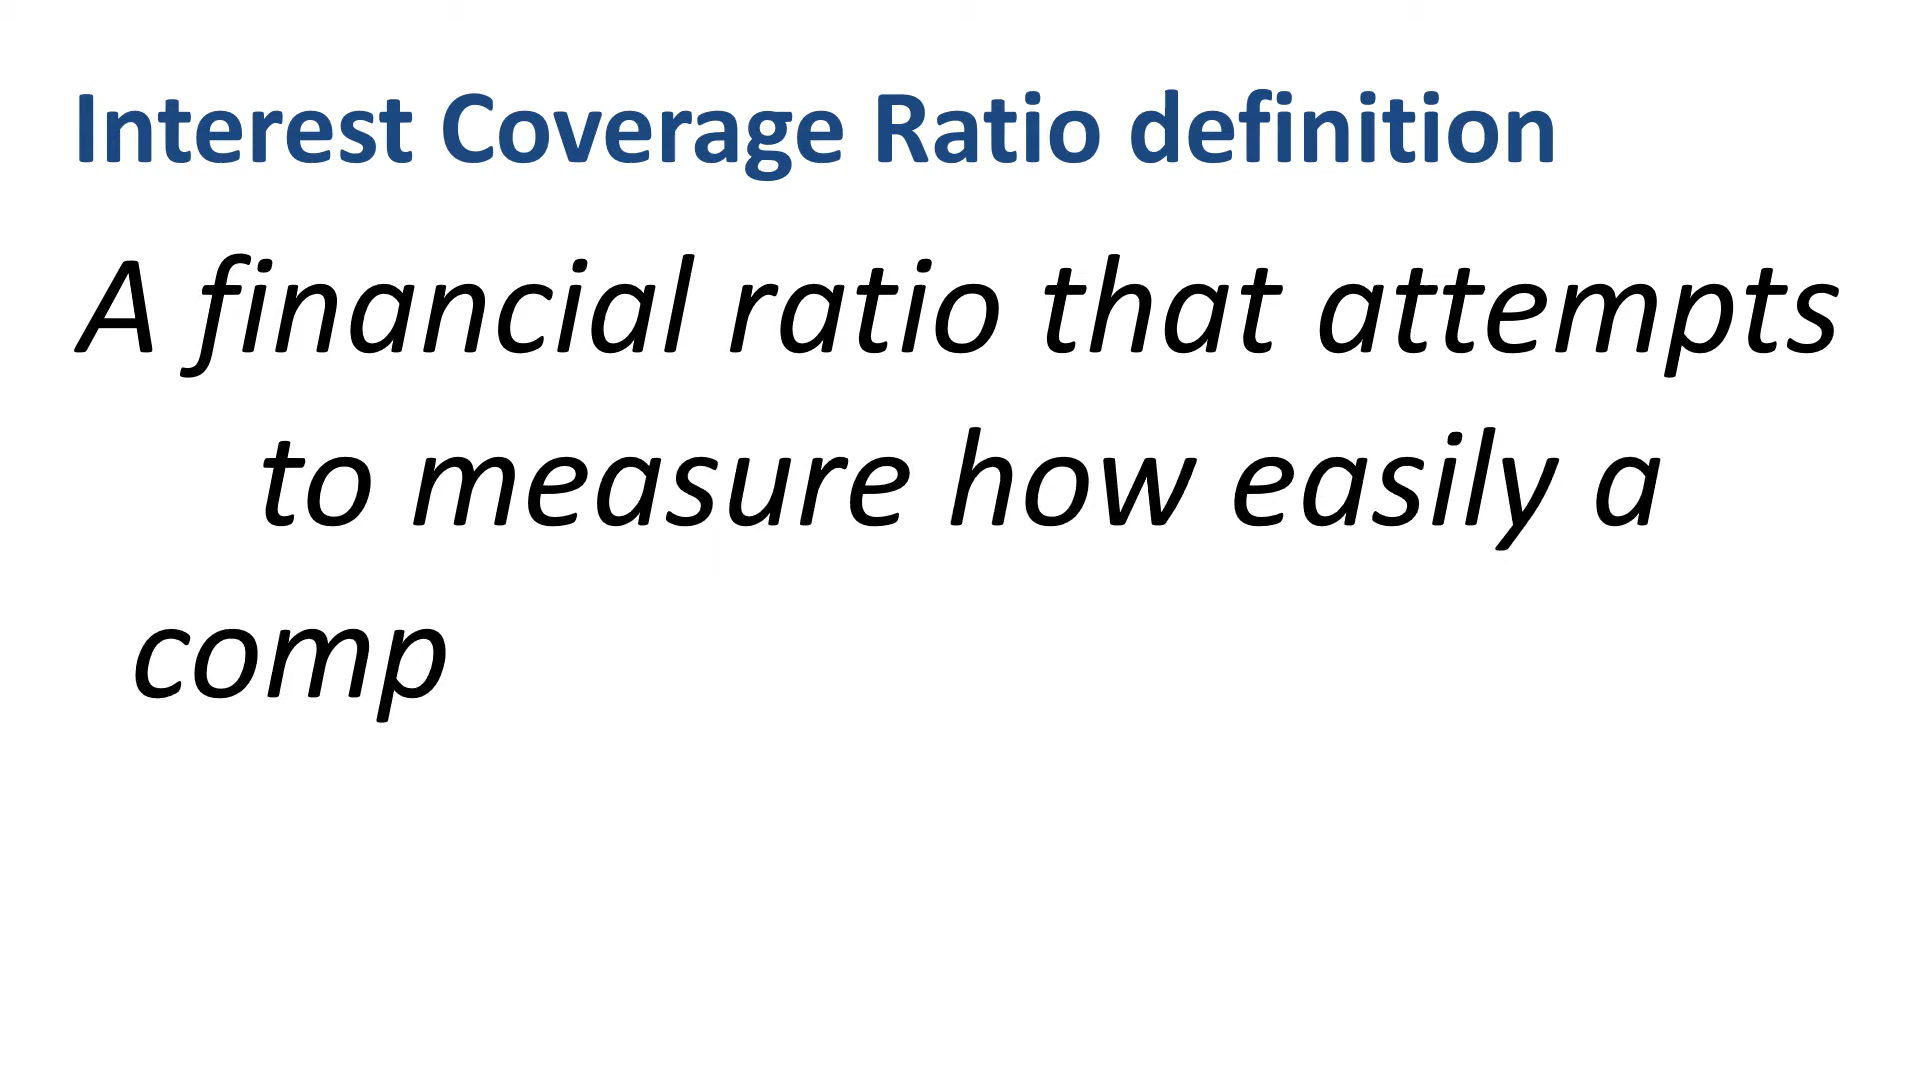 Interest Coverage Ratio definition
A financial ratio that attempts
to measure how easily a
comp